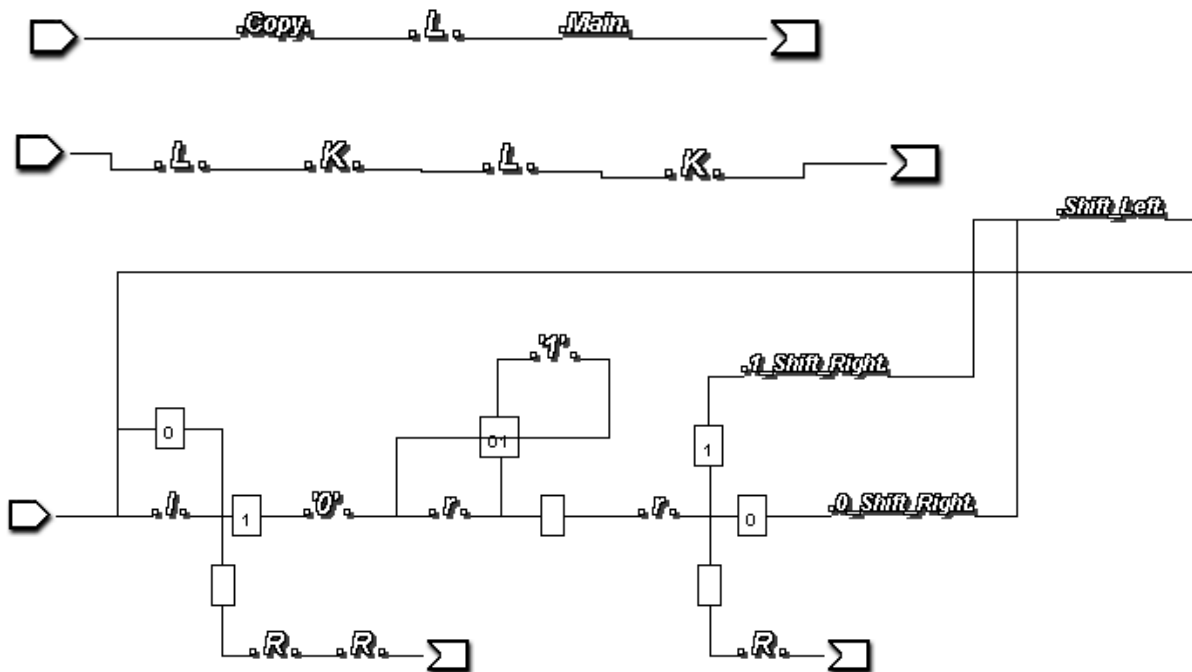 .Copy. .L. .Main.
.L. .K. .L. .K.
.Shift_Left.
.'1'.
.1_Shift_Right.
0
01
1
.l. 1 .'0'. .r. .r. 0 .0_Shift_Right.
.R. .R. .R.